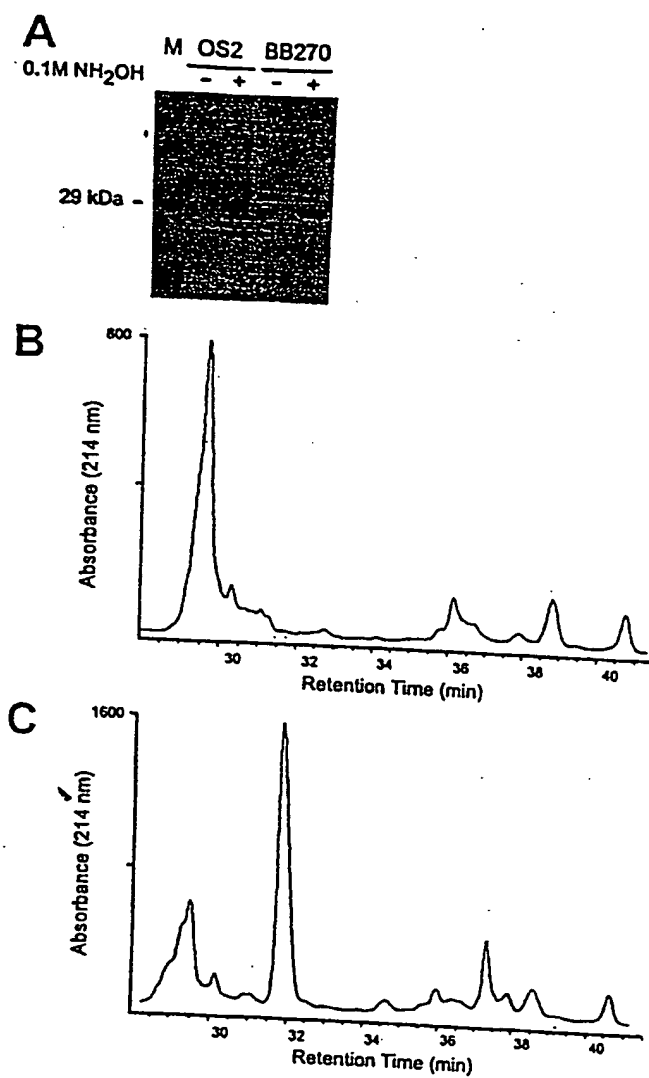 A
M OS2 BB270
0.1M NH2OH - + - +
29 kDa -
B
800
Absorbance (214 nm)
30 32 34 36 38 40
Retention Time (min)
C
1600
Absorbance (214 nm)
30 32 34 36 38 40
Retention Time (min)